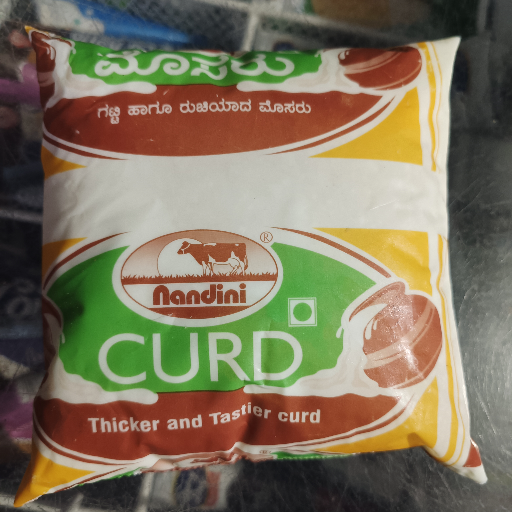 ಮೊಸರು
ಗಟ್ಟಿ ಹಾಗೂ ರುಚಿಯಾದ ಮೊಸರು
®
Nandini
CURD
Thicker and Tastier curd